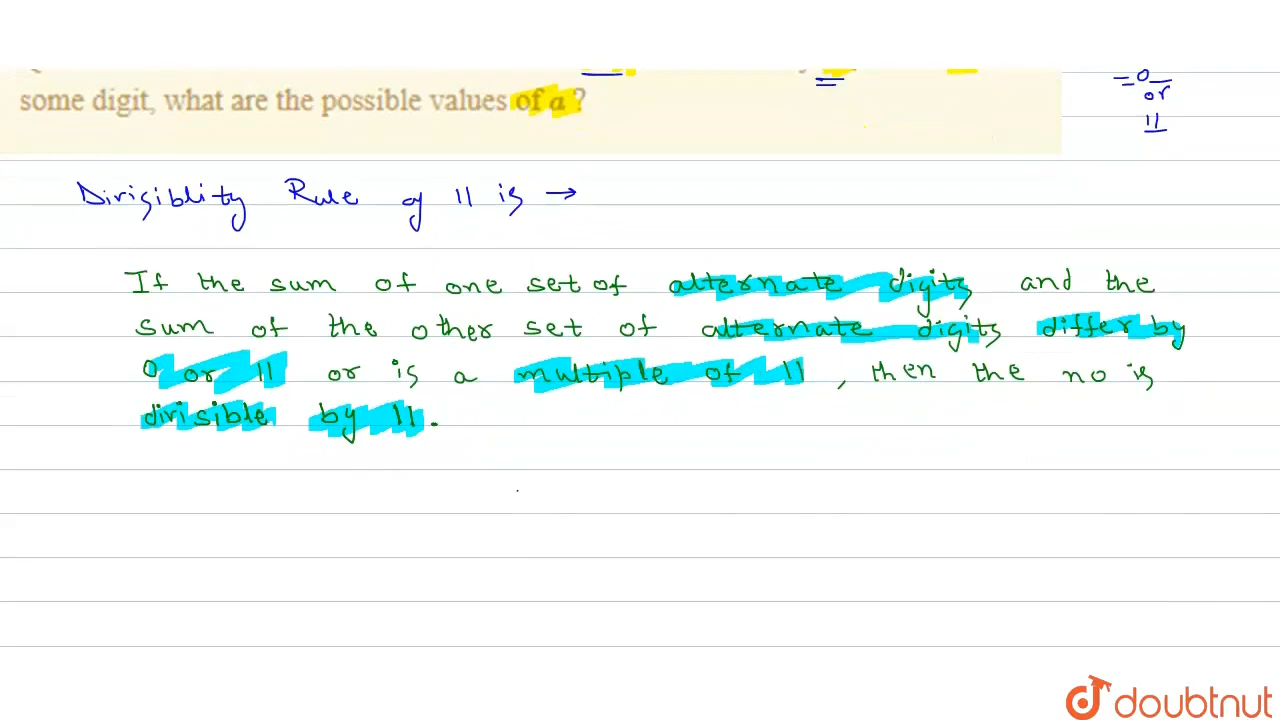 = 0
or
11
some digit, what are the possible values of a ?
Divisiblity Rule of 11 is →
If the sum of one set of alternate digits and the
sum of the other set of alternate digits differ by
0 or 11 or is a multiple of 11, then the no is
divisible by 11.
doubtnut